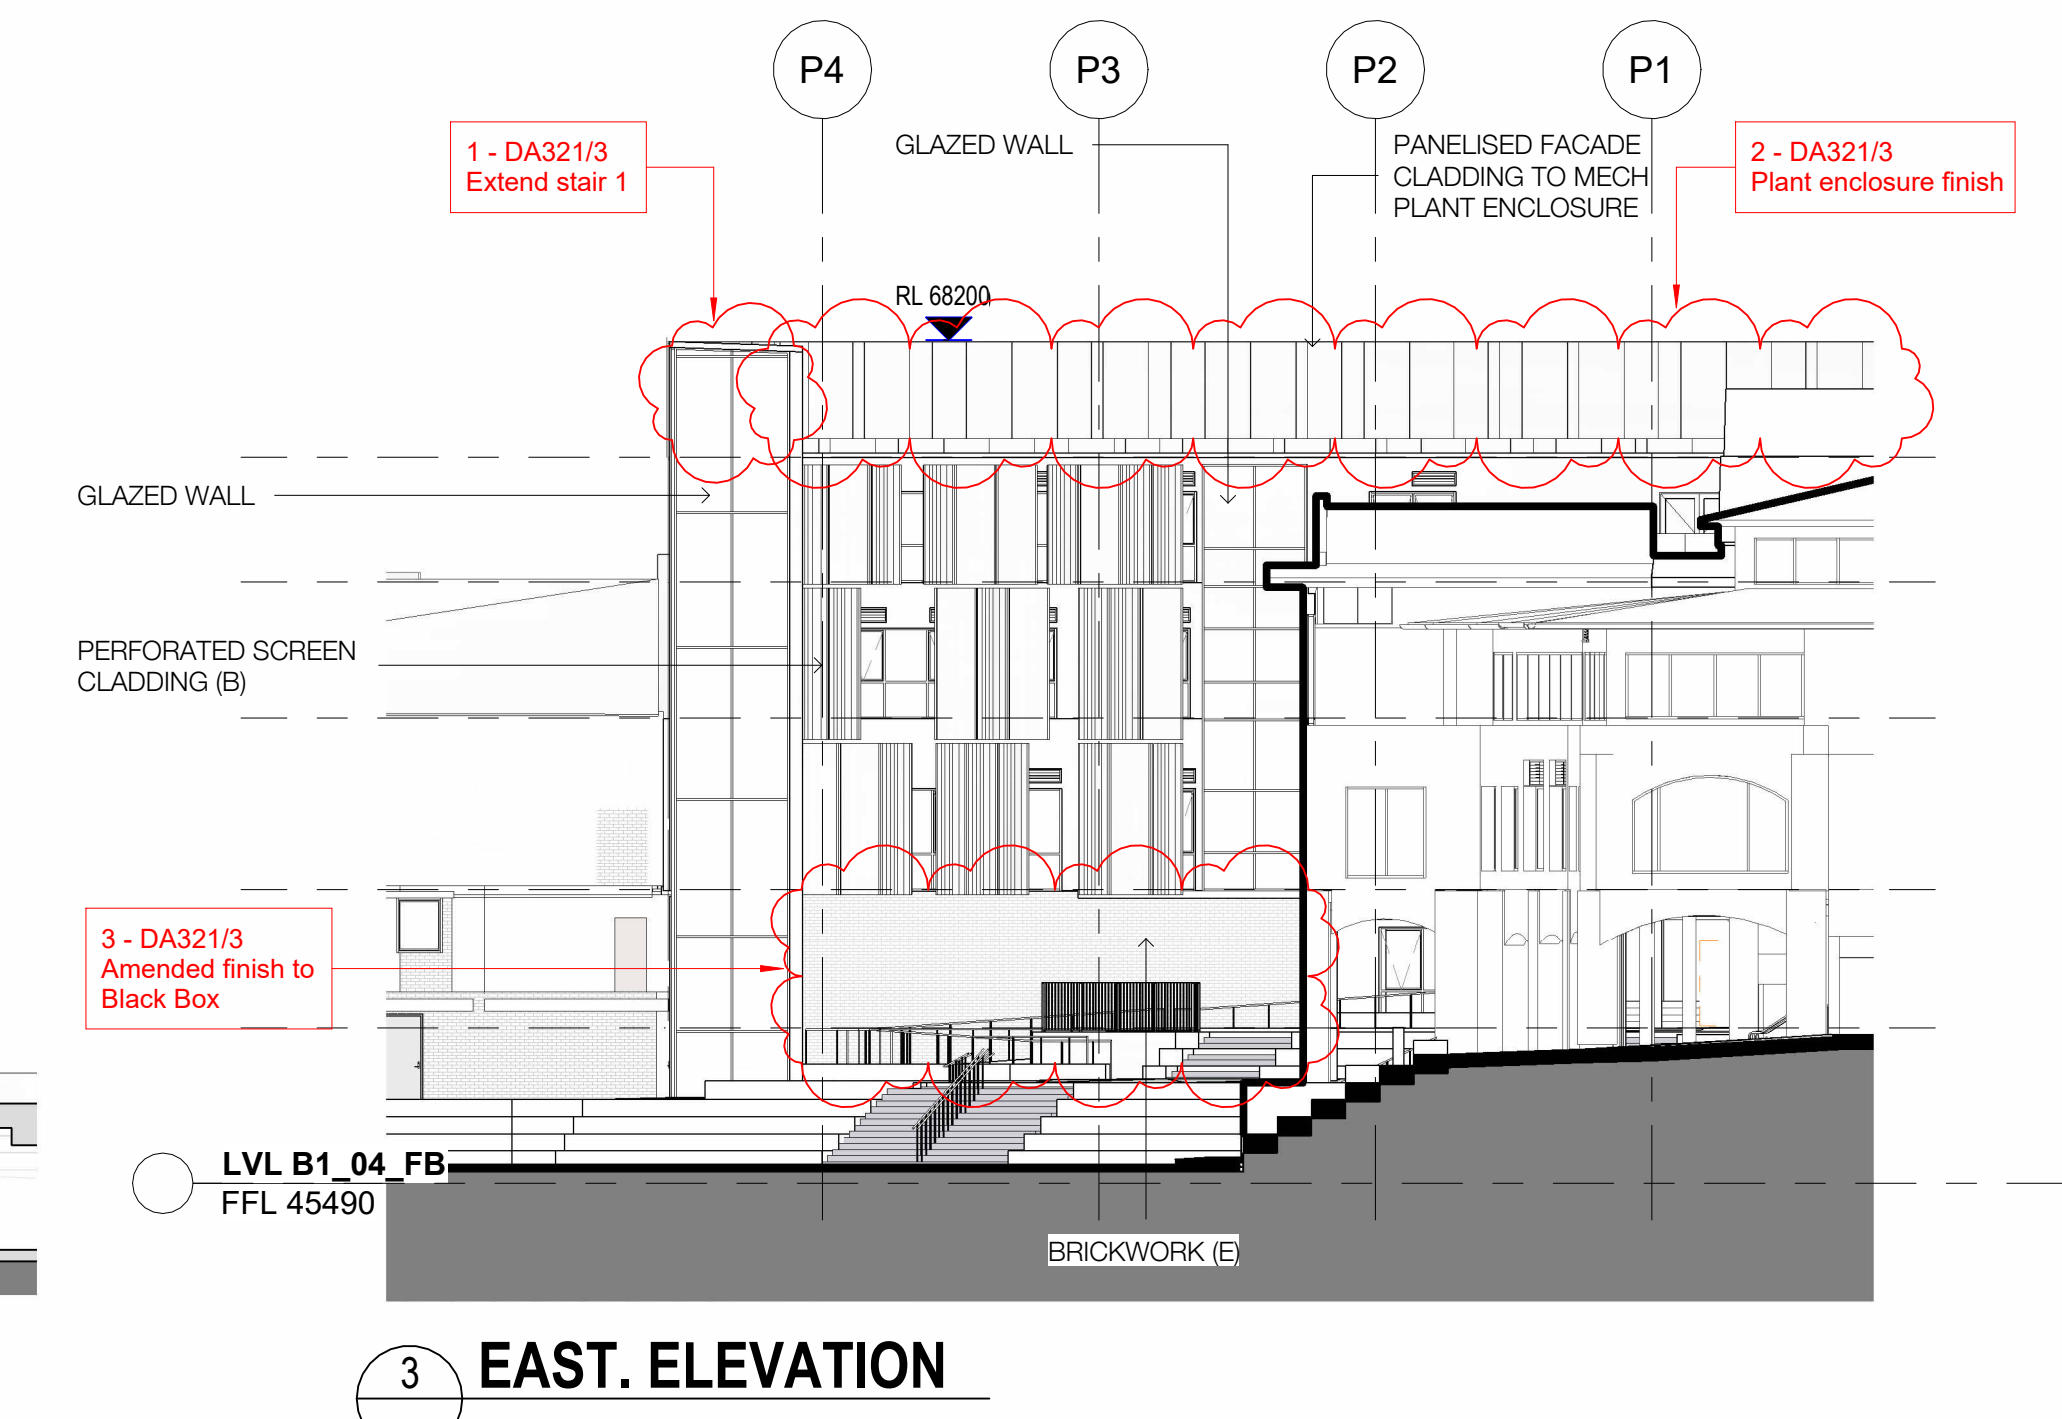 P4
P3
P2
P1
1 - DA321/3
Extend stair 1
GLAZED WALL
PANELISED FACADE
CLADDING TO MECH
PLANT ENCLOSURE
2 - DA321/3
Plant enclosure finish
RL 68200
GLAZED WALL
PERFORATED SCREEN
CLADDING (B)
3 - DA321/3
Amended finish to
Black Box
LVL B1_04_FB
FFL 45490
BRICKWORK (E)
3
EAST. ELEVATION